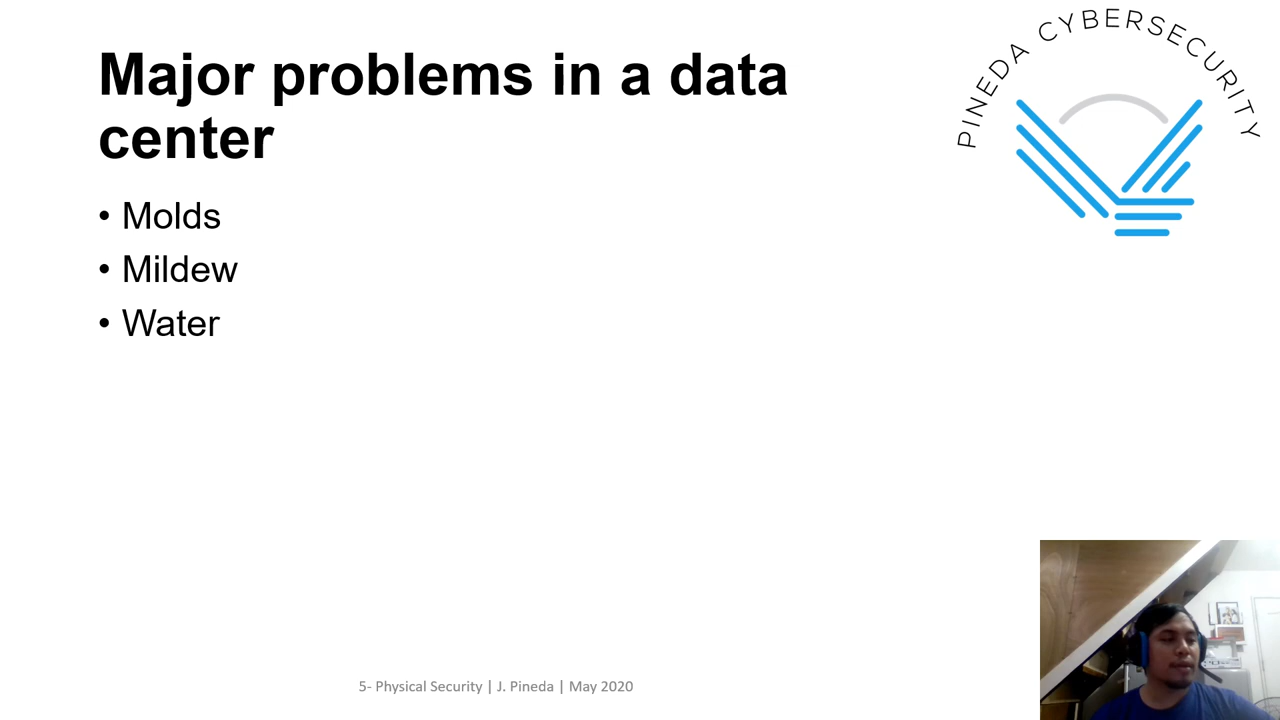 PINEDA CYBERSECURITY
Major problems in a data
center
• Molds
• Mildew
• Water
5- Physical Security | J. Pineda | May 2020